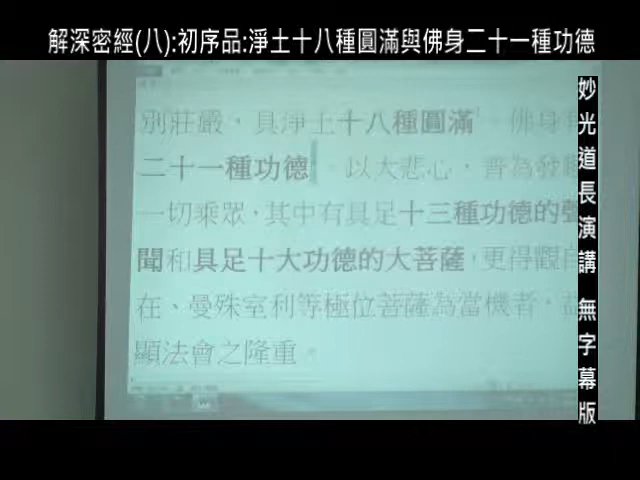 解深密經(八):初序品:淨土十八種圓滿與佛身二十一種功德
別莊嚴，具淨土十八種圓滿、佛身有
二十一種功德、以大悲心，普為發趣
一切乘眾，其中有具足十三種功德的聲
聞和具足十大功德的大菩薩，更得觀自
在、曼殊室利等極位菩薩為當機者，益
顯法會之隆重。
妙光道長演講 無字幕版